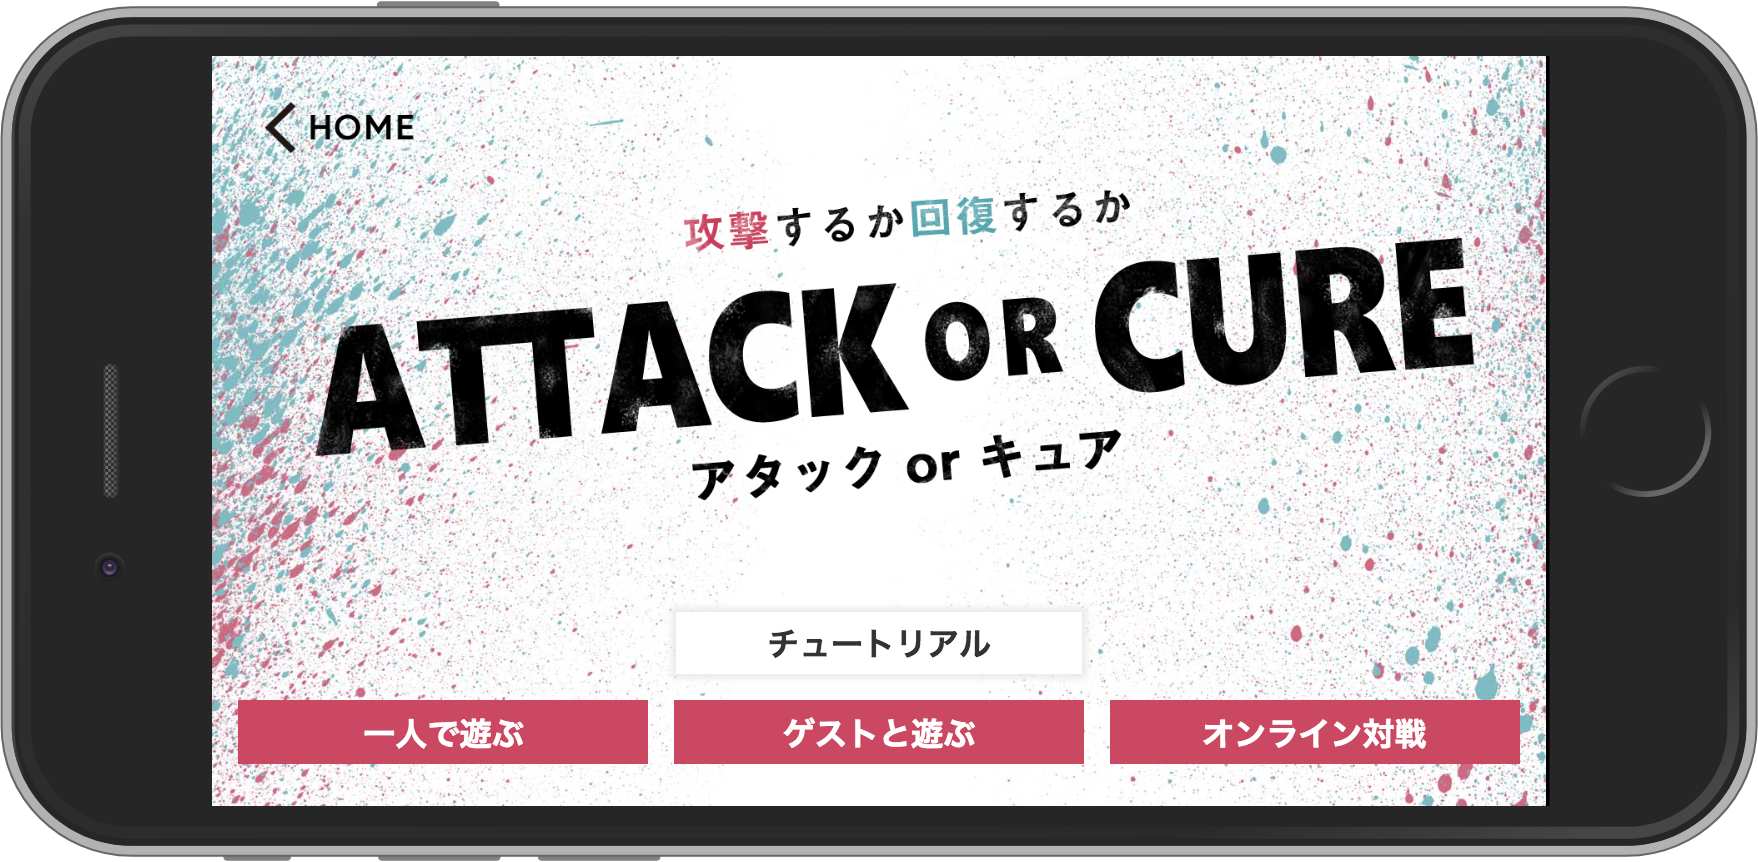 HOME
攻撃するか回復するか
ATTACK OR CURE
アタック or キュア
チュートリアル
一人で遊ぶ
ゲストと遊ぶ
オンライン対戦